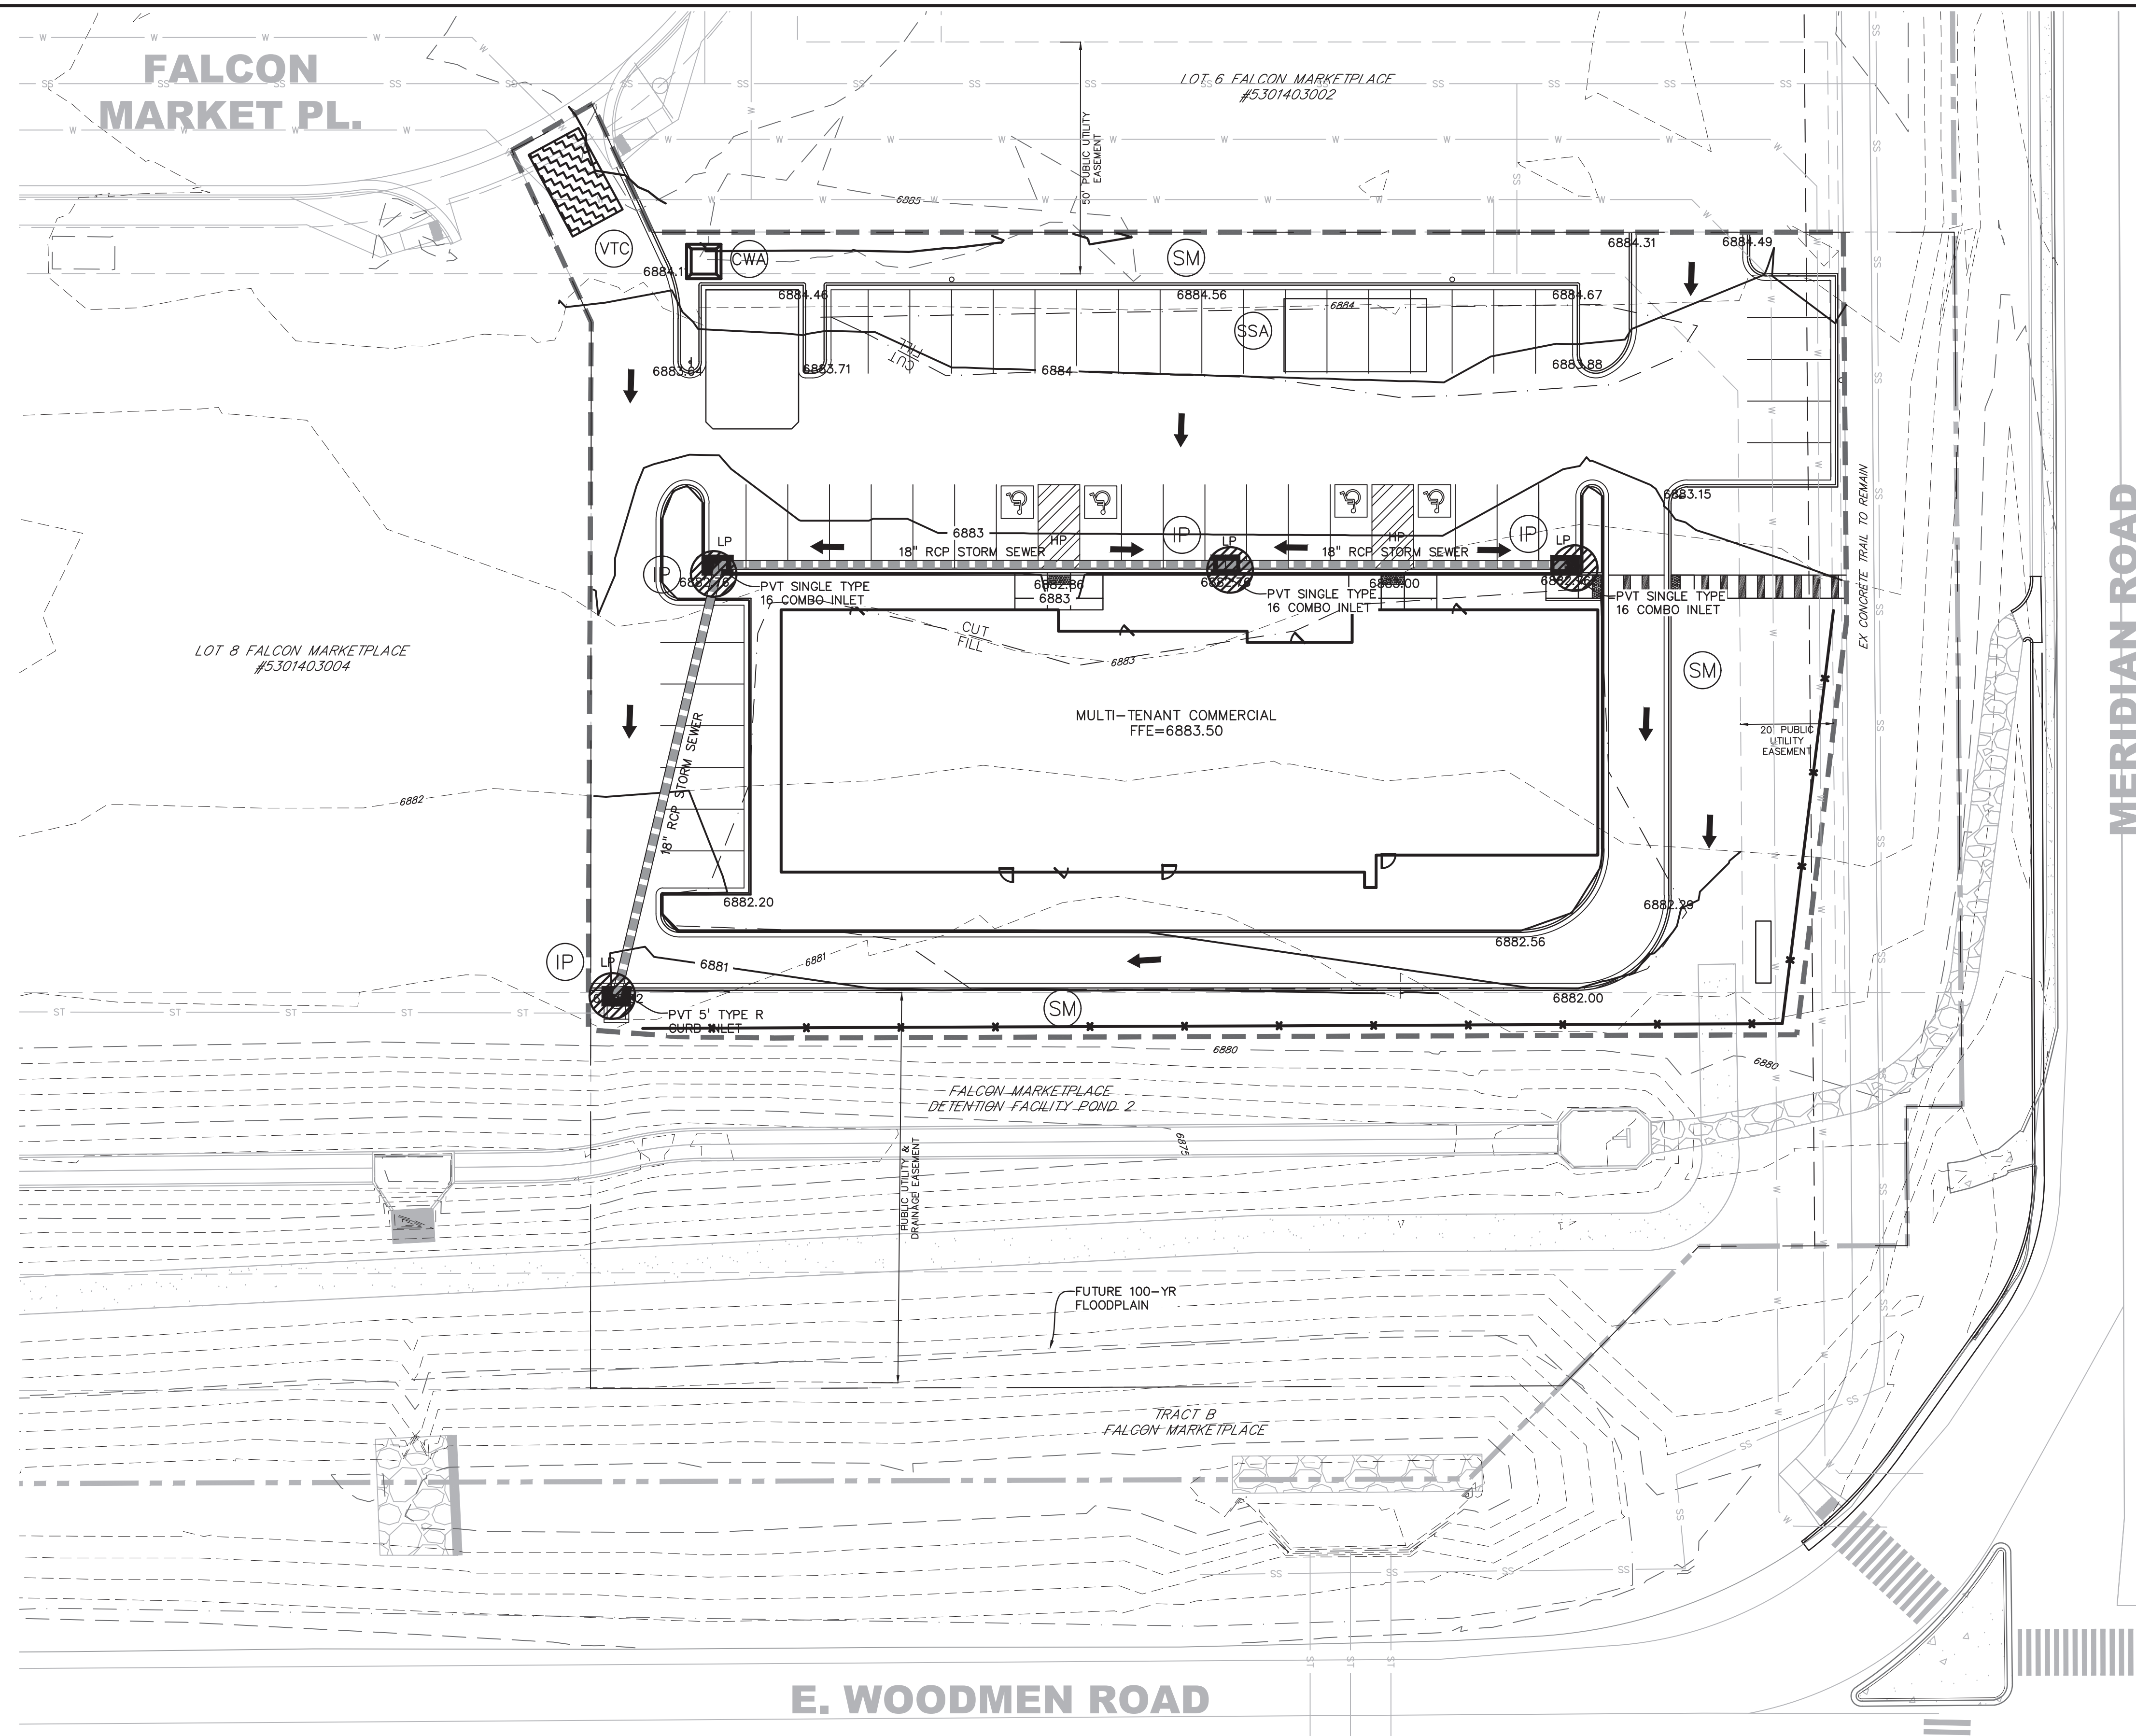 FALCON
MARKET PL.
LOT 6 FALCON MARKETPLACE
#5301403002
50' PUBLIC UTILITY
EASEMENT
6885
VTC
CWA
SM
6884.31
6884.49
6884.11
6884.46
6884.56
6884.67
6884
SSA
CUT
FILL
6883.71
6884
6883.88
6883.15
EX CONCRETE TRAIL TO REMAIN
MERIDIAN ROAD
6883
IP
IP
LP
HP
LP
HP
LP
18" RCP STORM SEWER
18" RCP STORM SEWER
IP
6882.86
6883.00
6883
PVT SINGLE TYPE
16 COMBO INLET
PVT SINGLE TYPE
16 COMBO INLET
PVT SINGLE TYPE
16 COMBO INLET
CUT
FILL
6883
LOT 8 FALCON MARKETPLACE
#5301403004
SM
MULTI-TENANT COMMERCIAL
FFE=6883.50
20' PUBLIC
UTILITY
EASEMENT
18" RCP STORM SEWER
6882
6882.20
6882.29
6882.56
IP
LP
6881
6881
6882.00
SM
PVT 5' TYPE R
CURB INLET
6880
6880
FALCON MARKETPLACE
DETENTION FACILITY POND 2
6875
PUBLIC UTILITY &
DRAINAGE EASEMENT
FUTURE 100-YR
FLOODPLAIN
TRACT B
FALCON MARKETPLACE
E. WOODMEN ROAD